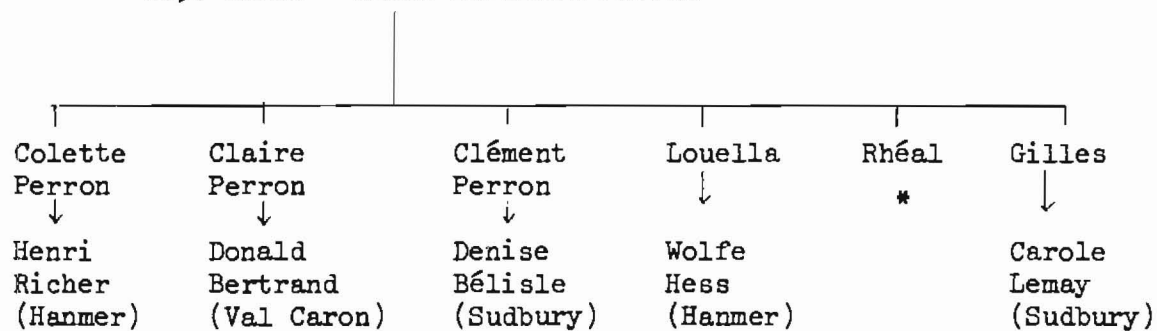 Colette Claire Clément Louella Rhéal Gilles
Perron Perron Perron *
Henri Donald Denise Wolfe Carole
Richer Bertrand Bélisle Hess Lemay
(Hanmer) (Val Caron) (Sudbury) (Hanmer) (Sudbury)